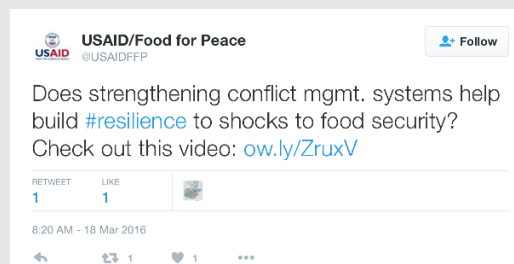 USAID
USAID/Food for Peace
@USAIDFFP
Follow
Does strengthening conflict mgmt. systems help
build #resilience to shocks to food security?
Check out this video: ow.ly/ZruxV
RETWEET LIKE
1 1
8:20 AM - 18 Mar 2016
1 1